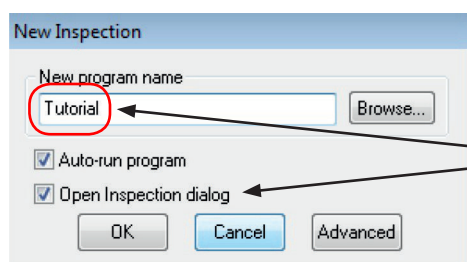 New Inspection
New program name
Tutorial
Browse...
Auto-run program
Open Inspection dialog
OK Cancel Advanced